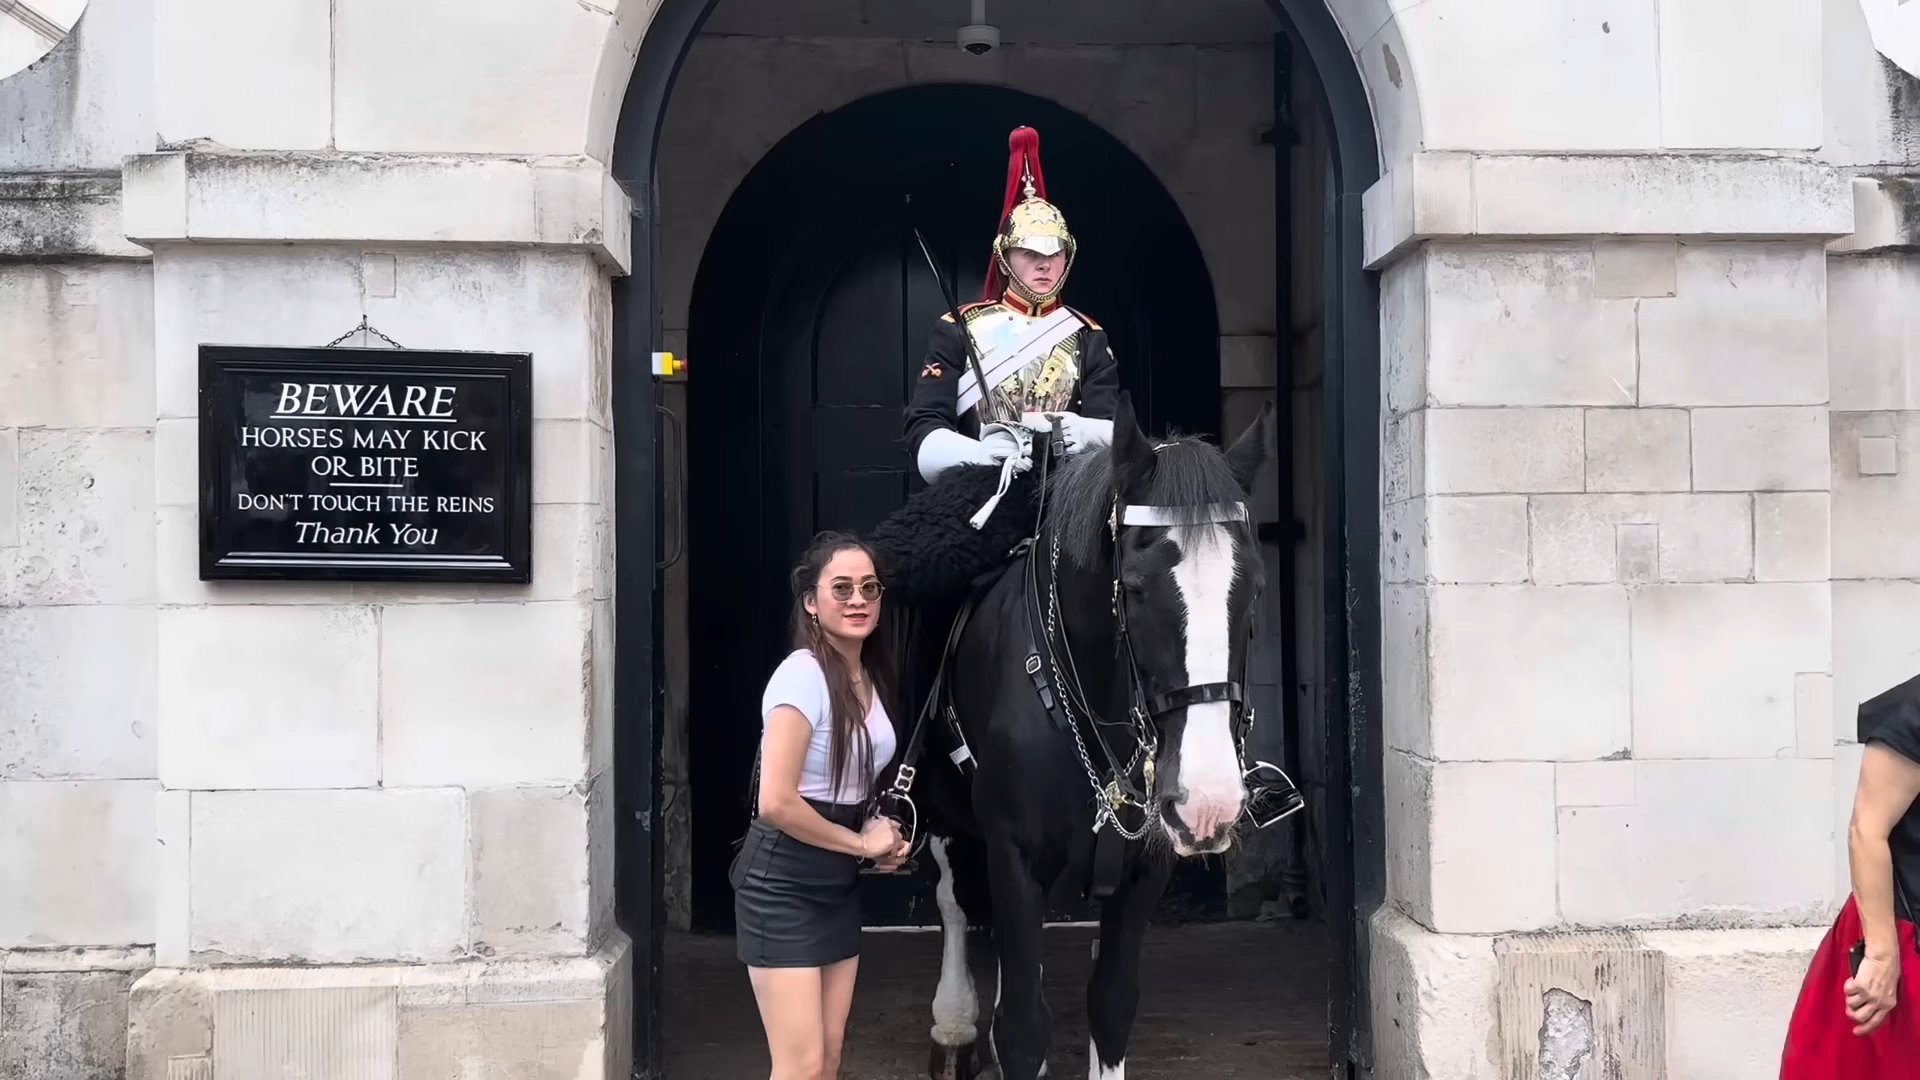 BEWARE
HORSES MAY KICK
OR BITE
DON'T TOUCH THE REINS
Thank You